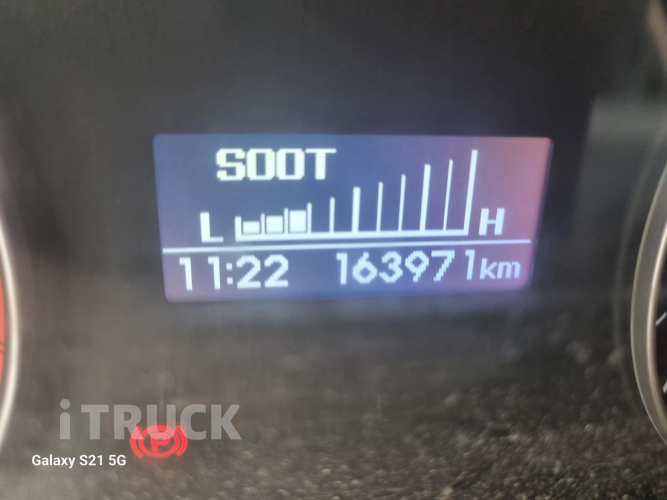 SOOT
L H
11:22 163971km
iTRUCK
P
Galaxy S21 5G